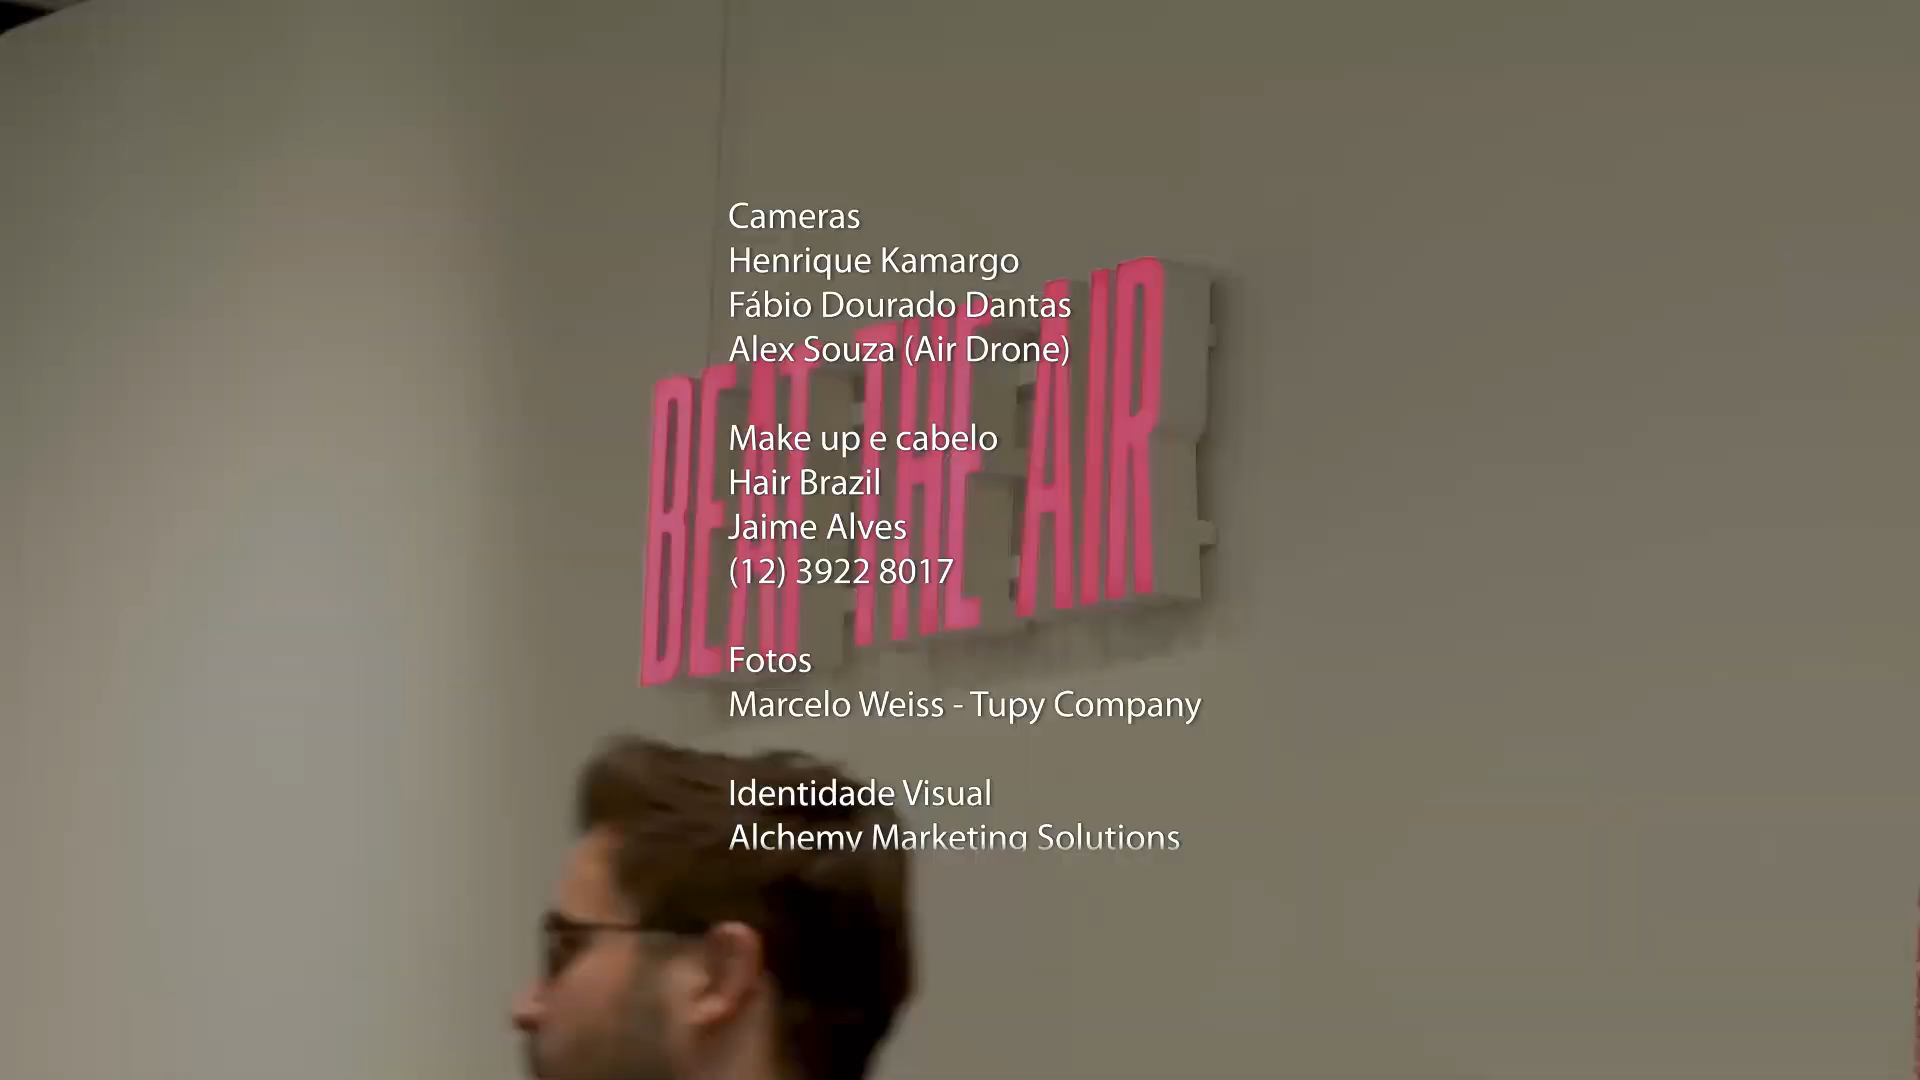 Cameras
Henrique Kamargo
Fábio Dourado Dantas
Alex Souza (Air Drone)
Make up e cabelo
Hair Brazil
Jaime Alves
(12) 3922 8017
Fotos
Marcelo Weiss - Tupy Company
Identidade Visual
Alchemy Marketing Solutions
BEAT THE AIR